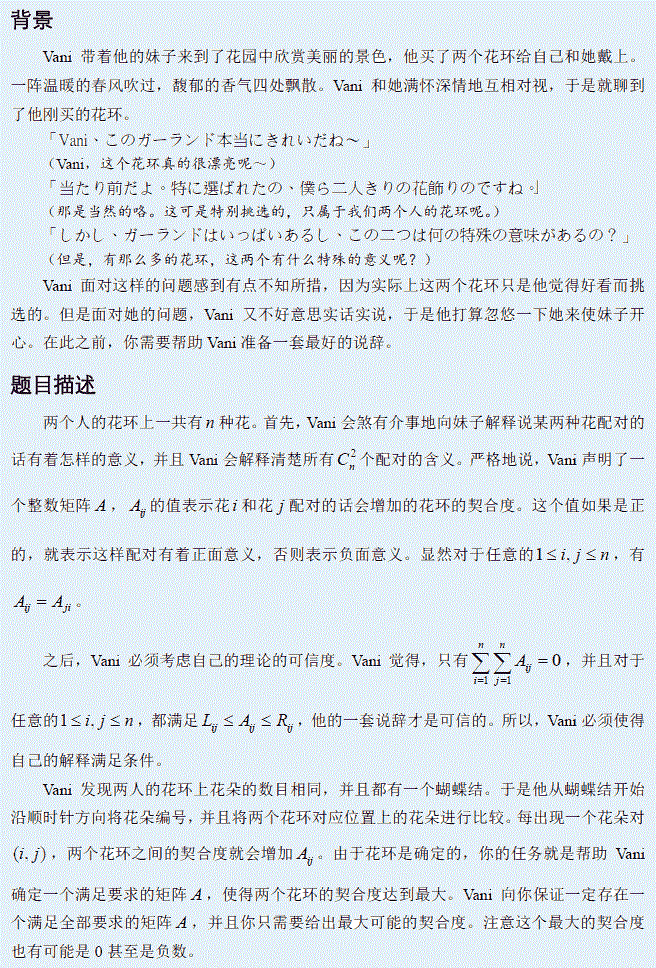 背景
Vani 带着他的妹子来到了花园中欣赏美丽的景色，他买了两个花环给自己和她戴上。
一阵温暖的春风吹过，馥郁的香气四处飘散。Vani 和她满怀深情地互相对视，于是就聊到
了他刚买的花环。
「Vani、このガーランド本当にきれいだね～」
（Vani，这个花环真的很漂亮呢～）
「当たり前だよ。特に選ばれたの、僕ら二人きりの花飾りのですね。」
（那是当然的咯。这可是特别挑选的，只属于我们两个人的花环呢。）
「しかし、ガーランドはいっぱいあるし、この二つは何の特殊の意味があるの？」
（但是，有那么多的花环，这两个有什么特殊的意义呢？）
Vani 面对这样的问题感到有点不知所措，因为实际上这两个花环只是他觉得好看而挑
选的。但是面对她的问题，Vani 又不好意思实话实说，于是他打算忽悠一下她来使妹子开
心。在此之前，你需要帮助 Vani 准备一套最好的说辞。
题目描述
两个人的花环上一共有 n 种花。首先，Vani 会煞有介事地向妹子解释说某两种花配对的
话有着怎样的意义，并且 Vani 会解释清楚所有 C_n^2 个配对的含义。严格地说，Vani 声明了一
个整数矩阵 A，A_{ij} 的值表示花 i 和花 j 配对的话会增加的花环的契合度。这个值如果是正
的，就表示这样配对有着正面意义，否则表示负面意义。显然对于任意的 1 ≤ i, j ≤ n，有
A_{ij} = A_{ji}。
之后，Vani 必须考虑自己的理论的可信度。Vani 觉得，只有 \sum_{i=1}^{n} \sum_{j=1}^{n} A_{ij} = 0，并且对于
任意的 1 ≤ i, j ≤ n，都满足 L_{ij} ≤ A_{ij} ≤ R_{ij}，他的一套说辞才是可信的。所以，Vani 必须使得
自己的解释满足条件。
Vani 发现两人的花环上花朵的数目相同，并且都有一个蝴蝶结。于是他从蝴蝶结开始
沿顺时针方向将花朵编号，并且将两个花环对应位置上的花朵进行比较。每出现一个花朵对
(i, j)，两个花环之间的契合度就会增加 A_{ij}。由于花环是确定的，你的任务就是帮助 Vani
确定一个满足要求的矩阵 A，使得两个花环的契合度达到最大。Vani 向你保证一定存在一
个满足全部要求的矩阵 A，并且你只需要给出最大可能的契合度。注意这个最大的契合度
也有可能是 0 甚至是负数。